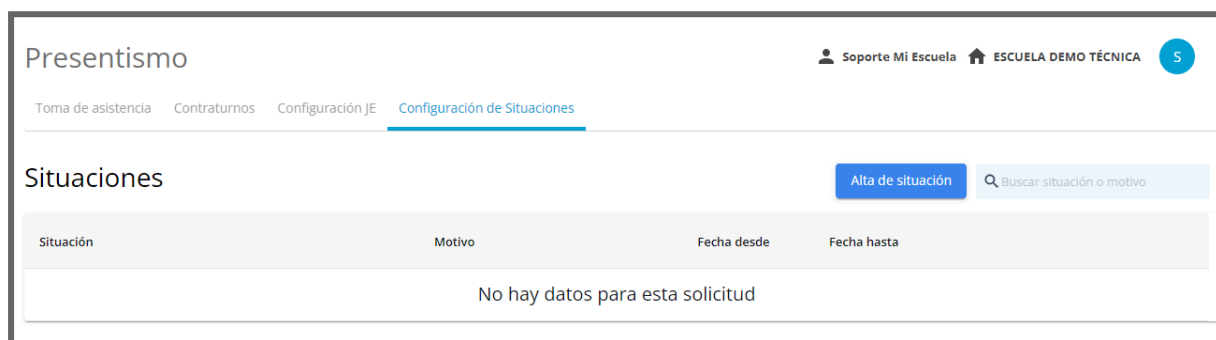 Presentismo
Soporte Mi Escuela ESCUELA DEMO TÉCNICA S
Toma de asistencia Contraturnos Configuración JE Configuración de Situaciones
Situaciones
Alta de situación Buscar situación o motivo
Situación Motivo Fecha desde Fecha hasta
No hay datos para esta solicitud